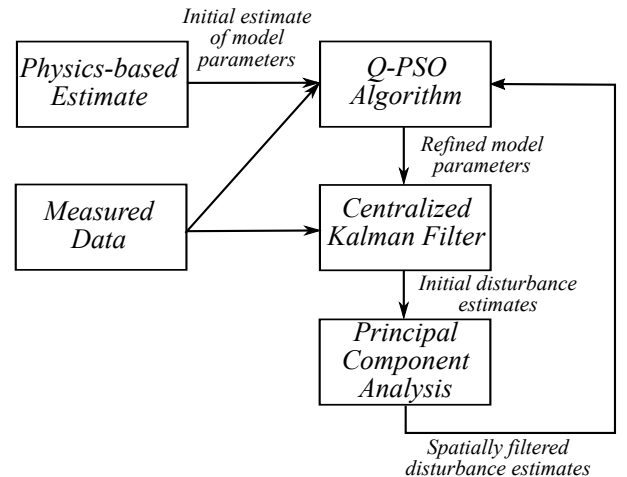 Initial estimate
of model
parameters
Physics-based
Estimate
Q-PSO
Algorithm
Refined model
parameters
Measured
Data
Centralized
Kalman Filter
Initial disturbance
estimates
Principal
Component
Analysis
Spatially filtered
disturbance estimates